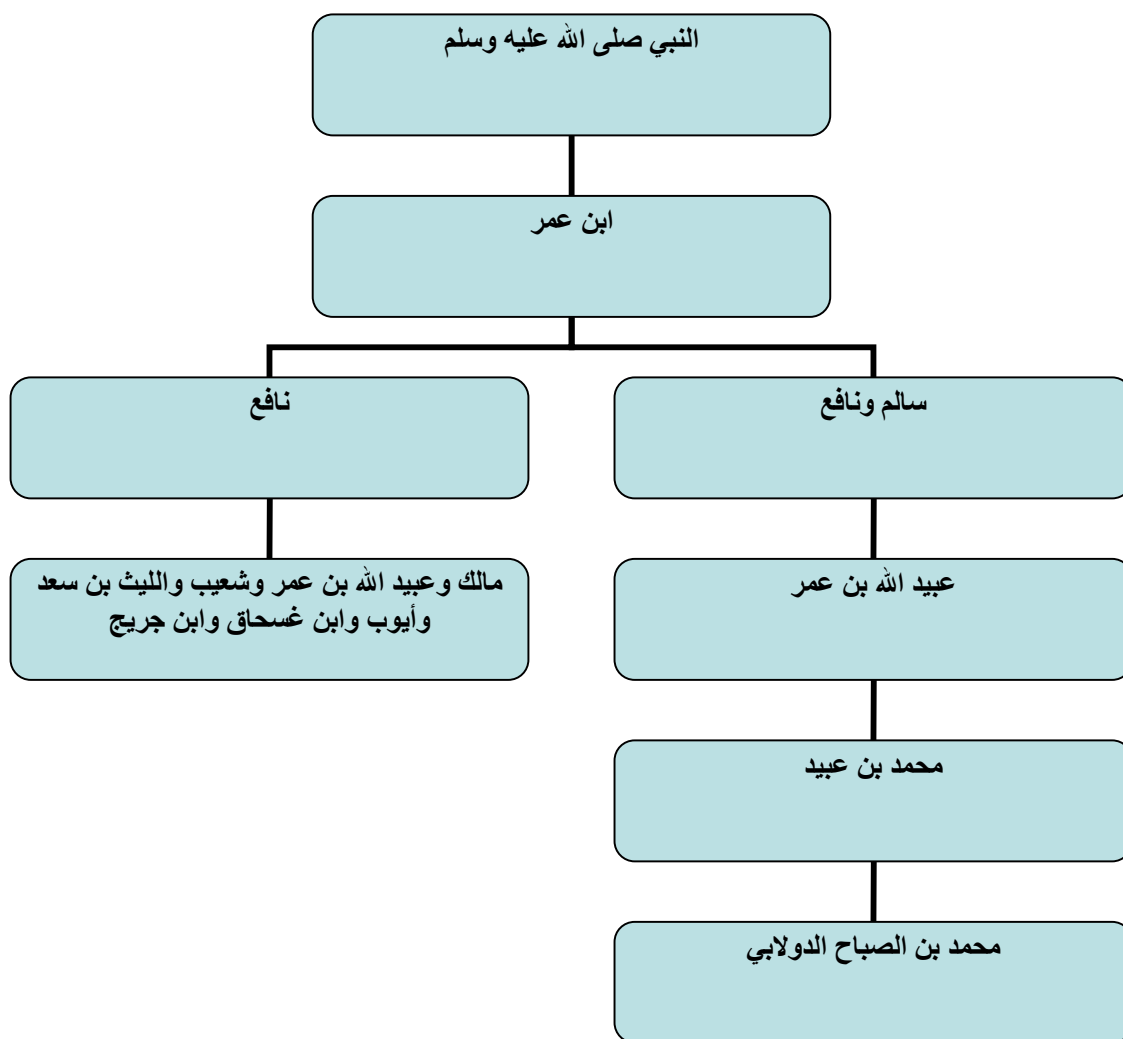 النبي صلى الله عليه وسلم
ابن عمر
سالم ونافع
نافع
عبيد الله بن عمر
مالك وعبيد الله بن عمر وشعيب والليث بن سعد
وأيوب وابن غسحاق وابن جريج
محمد بن عبيد
محمد بن الصباح الدولابي